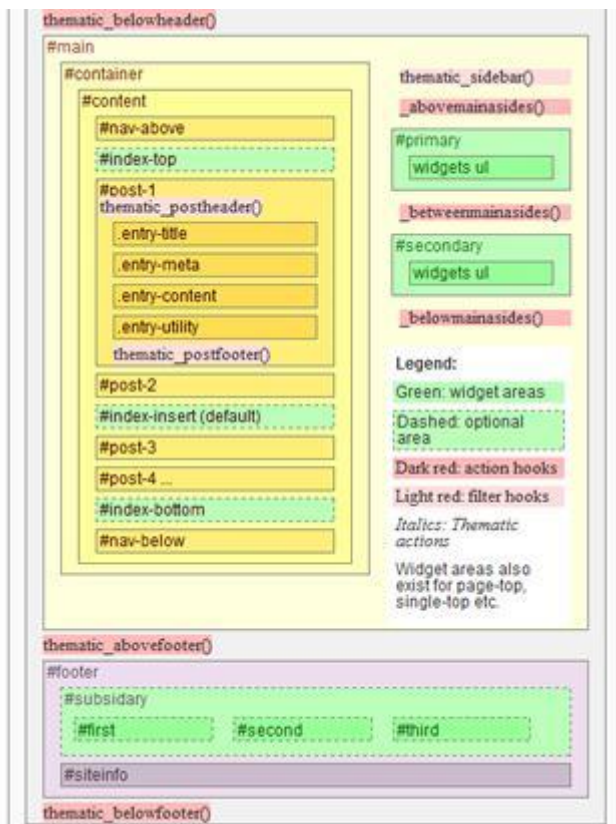 thematic_belowheader()
#main
#container
#content
#nav-above
#index-top
#post-1
thematic_postheader()
.entry-title
.entry-meta
.entry-content
.entry-utility
thematic_postfooter()
#post-2
#index-insert (default)
#post-3
#post-4 ...
#index-bottom
#nav-below
thematic_sidebar()
_abovemainasides()
#primary
widgets ul
_betweenmainasides()
#secondary
widgets ul
_belowmainasides()
Legend:
Green: widget areas
Dashed: optional
area
Dark red: action hooks
Light red: filter hooks
Italics: Thematic
actions
Widget areas also
exist for page-top,
single-top etc.
thematic_abovefooter()
#footer
#subsidary
#first
#second
#third
#siteinfo
thematic_belowfooter()